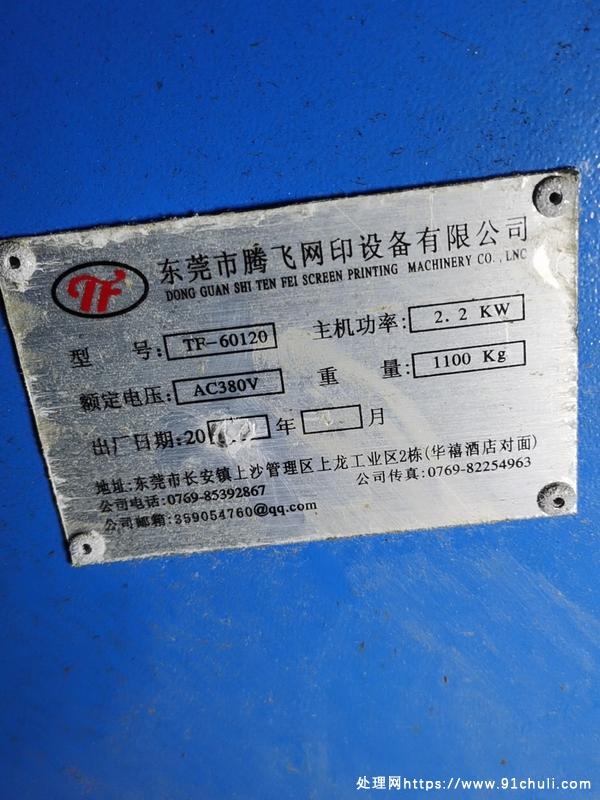 TF
东莞市腾飞网印设备有限公司
DONG GUAN SHI TEN FEI SCREEN PRINTING MACHINERY CO., LNC
型 号: TF-60120 主机功率: 2.2 KW
额定电压: AC380V 重 量: 1100 Kg
出厂日期: 20 年 月
地址:东莞市长安镇上沙管理区上龙工业区2栋(华禧酒店对面)
公司电话:0769-85392867 公司传真:0769-82254963
公司邮箱:359054760@qq.com
处理网https://www.91chuli.com/